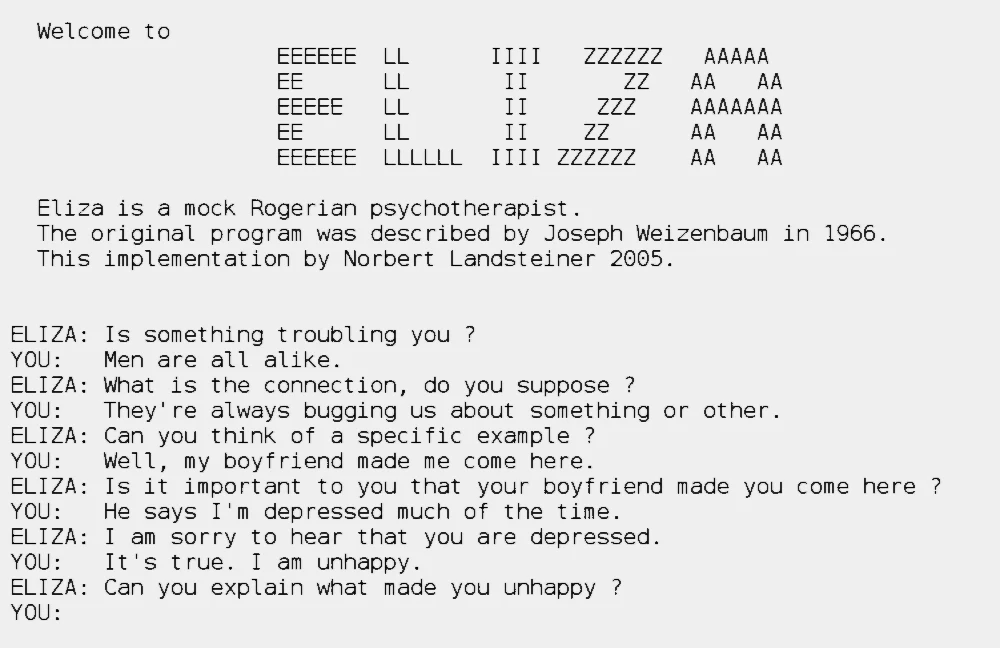 Welcome to
EEEEEE  LL      IIII   ZZZZZZ   AAAAA
EE      LL       II       ZZ   AA   AA
EEEEE   LL       II     ZZZ    AAAAAAA
EE      LL       II    ZZ      AA   AA
EEEEEE  LLLLLL  IIII ZZZZZZ    AA   AA
Eliza is a mock Rogerian psychotherapist.
The original program was described by Joseph Weizenbaum in 1966.
This implementation by Norbert Landsteiner 2005.
ELIZA: Is something troubling you ?
YOU:   Men are all alike.
ELIZA: What is the connection, do you suppose ?
YOU:   They're always bugging us about something or other.
ELIZA: Can you think of a specific example ?
YOU:   Well, my boyfriend made me come here.
ELIZA: Is it important to you that your boyfriend made you come here ?
YOU:   He says I'm depressed much of the time.
ELIZA: I am sorry to hear that you are depressed.
YOU:   It's true. I am unhappy.
ELIZA: Can you explain what made you unhappy ?
YOU: